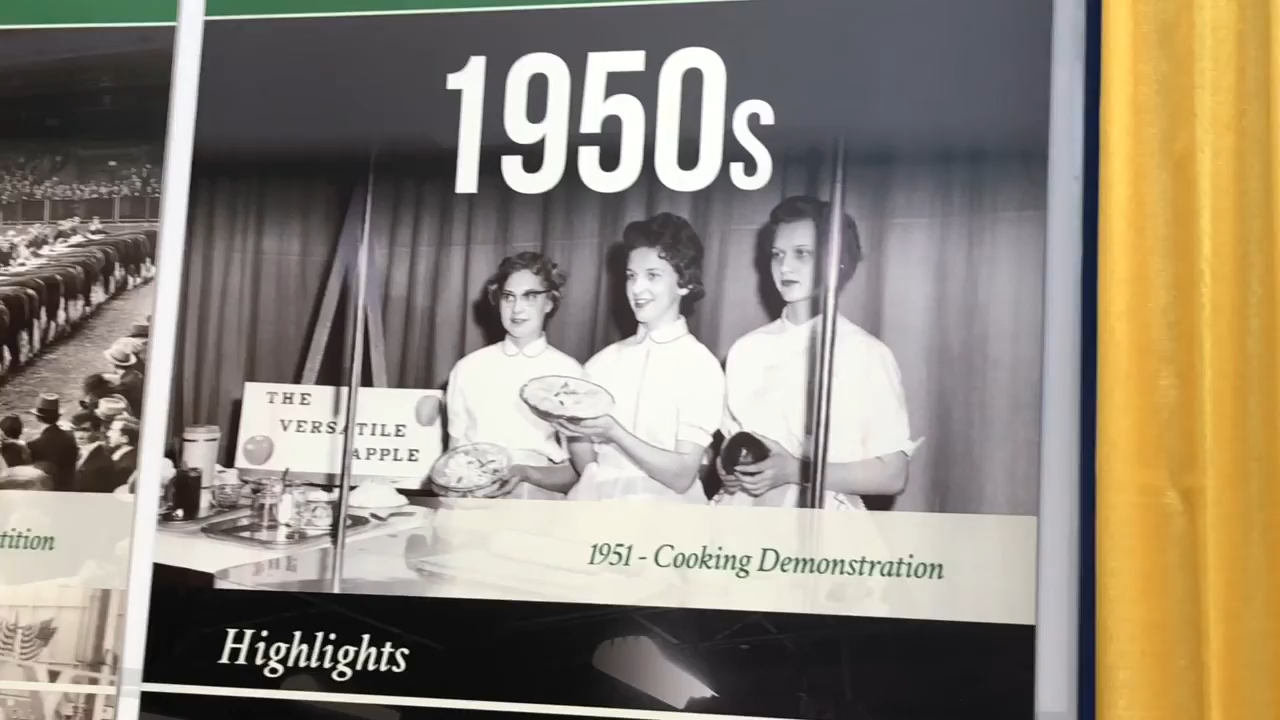 1950s
THE
VERSATILE
APPLE
tition
1951 - Cooking Demonstration
Highlights